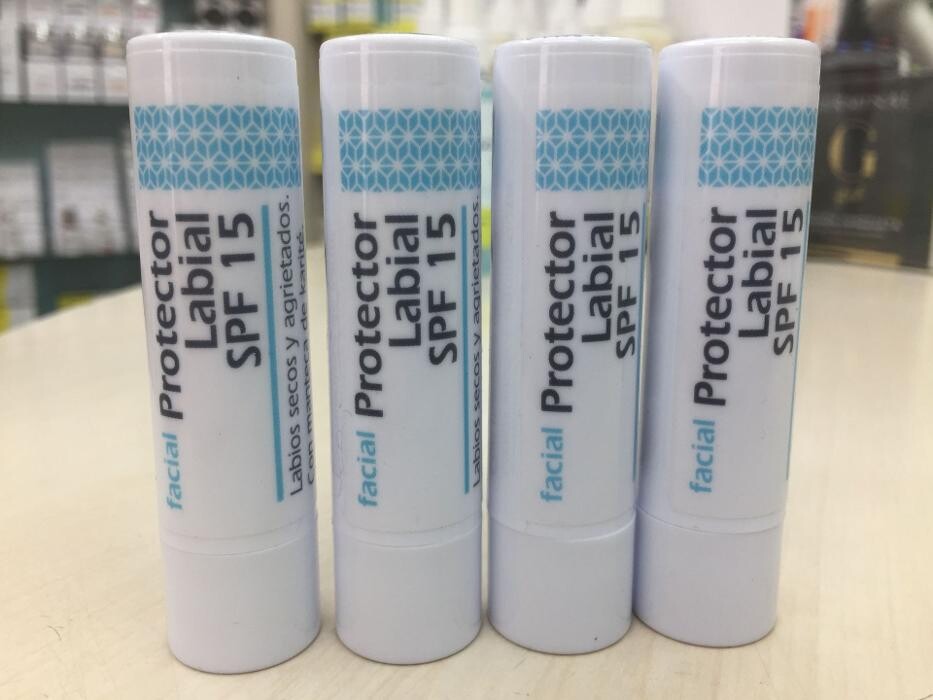 facial Protector
Labial
SPF 15
Labios secos y agrietados.
Con manteca de karité.
facial Protector
Labial
SPF 15
Labios secos y agrietados.
facial Protector
Labial
SPF 15
facial Protector
Labial
SPF 15
G